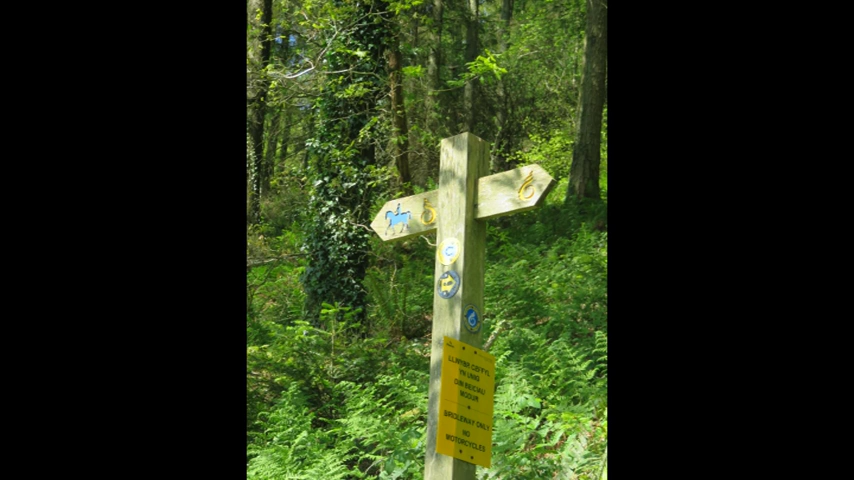 LLWYBR CEFFYL
YN UNIG
DIM BEICIAU
MODUR
BRIDLEWAY ONLY
NO
MOTORCYCLES